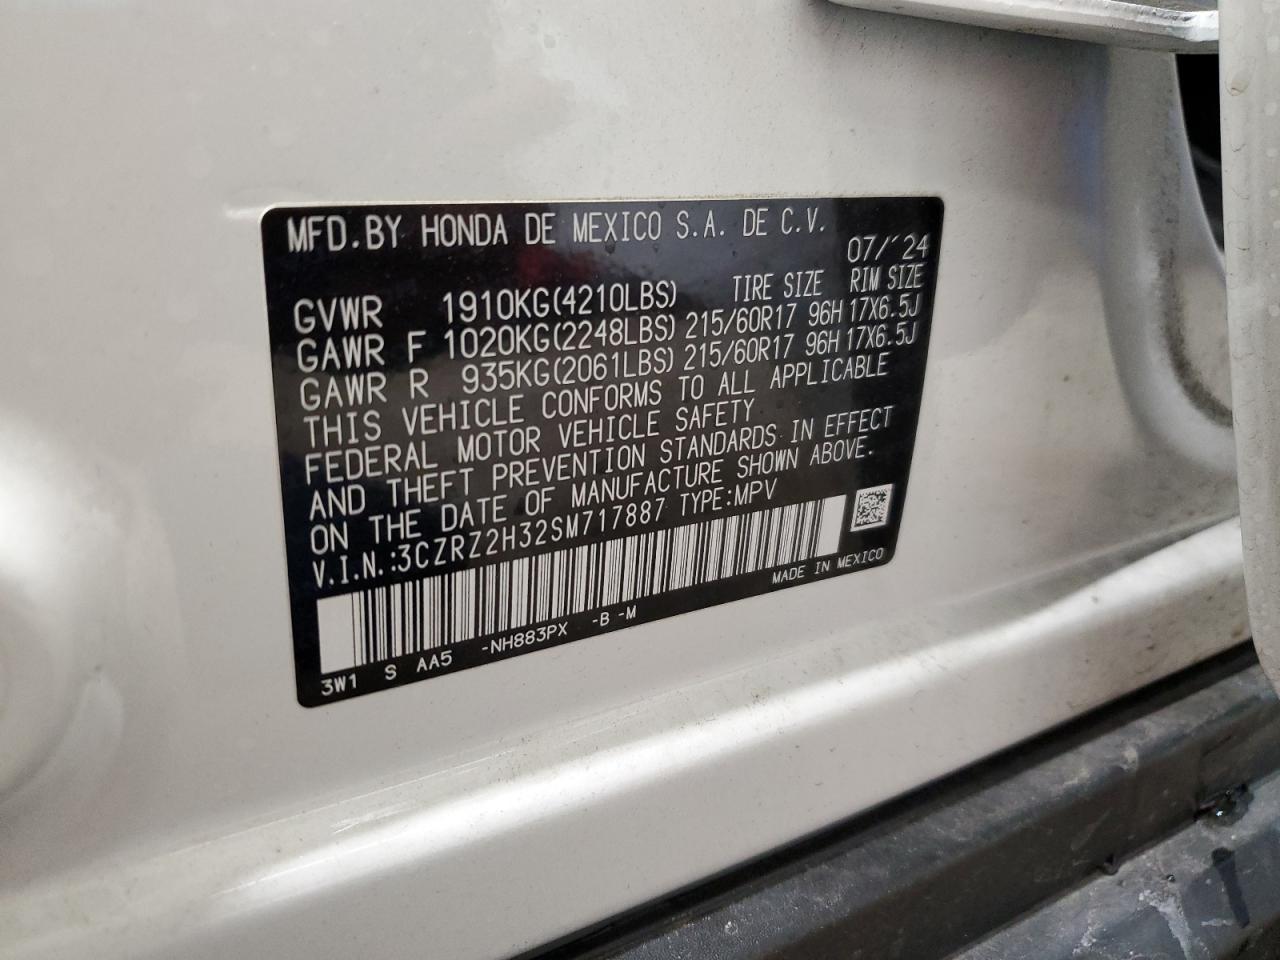 MFD.BY HONDA DE MEXICO S.A. DE C.V.
07/´24
TIRE SIZE RIM SIZE
GVWR 1910KG(4210LBS)
GAWR F 1020KG(2248LBS) 215/60R17 96H 17X6.5J
GAWR R 935KG(2061LBS) 215/60R17 96H 17X6.5J
THIS VEHICLE CONFORMS TO ALL APPLICABLE
FEDERAL MOTOR VEHICLE SAFETY
AND THEFT PREVENTION STANDARDS IN EFFECT
ON THE DATE OF MANUFACTURE SHOWN ABOVE.
V.I.N.:3CZRZ2H32SM717887 TYPE:MPV
MADE IN MEXICO
3W1 S AA5 -NH883PX -B -M